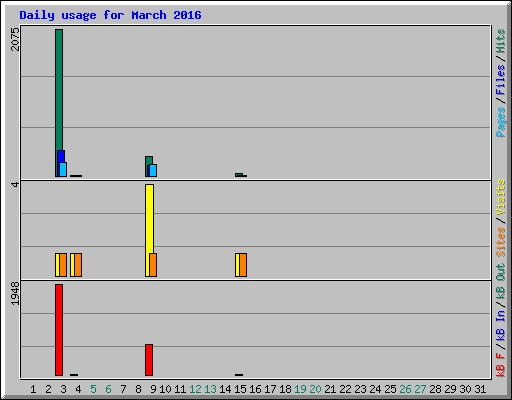 Daily usage for March 2016
2075
Pages / Files / Hits
4
Sites / Visits
1948
kB F / kB In / kB Out
1 2 3 4 5 6 7 8 9 10 11 12 13 14 15 16 17 18 19 20 21 22 23 24 25 26 27 28 29 30 31